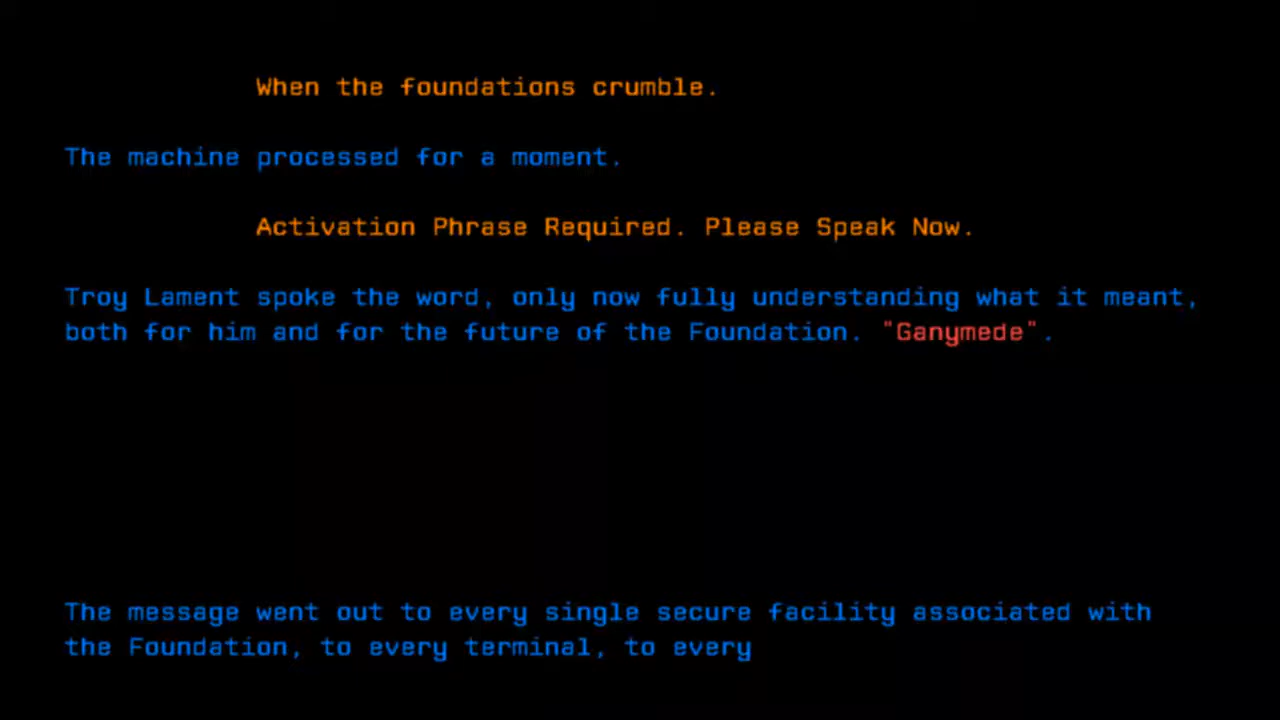 When the foundations crumble.
The machine processed for a moment.
Activation Phrase Required. Please Speak Now.
Troy Lament spoke the word, only now fully understanding what it meant,
both for him and for the future of the Foundation. "Ganymede".
The message went out to every single secure facility associated with
the Foundation, to every terminal, to every